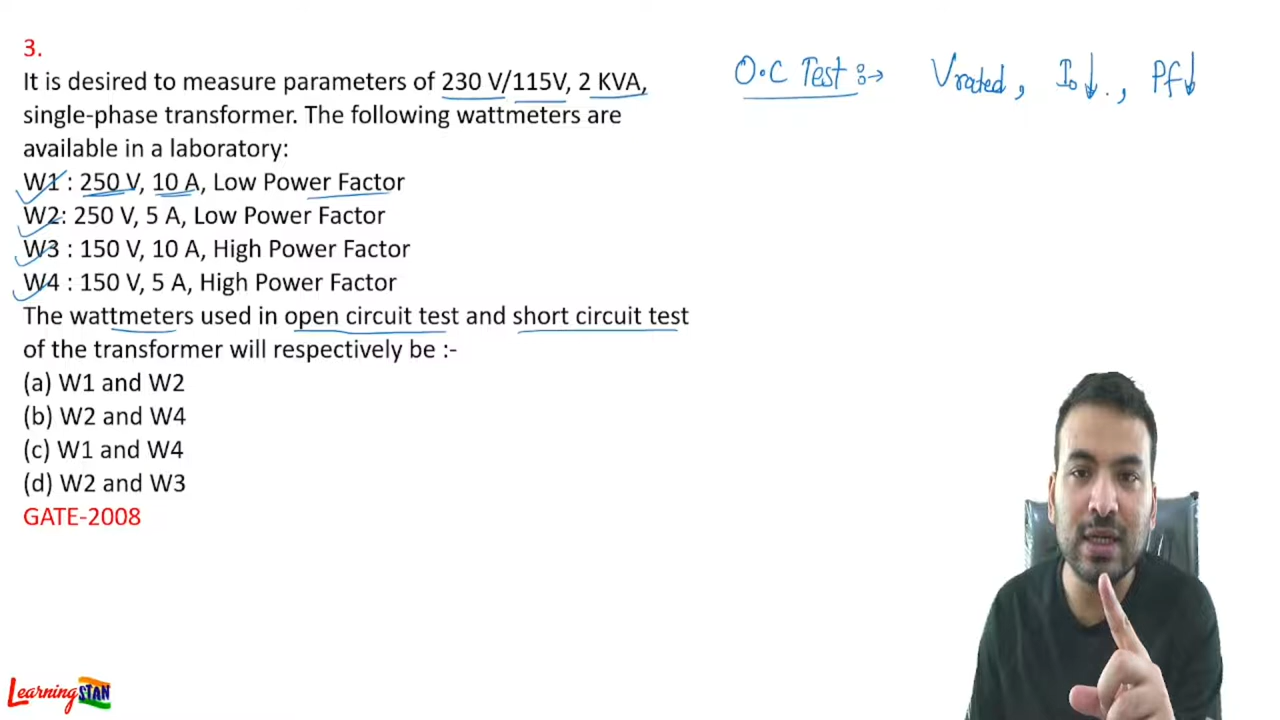 3.
It is desired to measure parameters of 230 V/115V, 2 KVA,
single-phase transformer. The following wattmeters are
available in a laboratory:
W1 : 250 V, 10 A, Low Power Factor
W2: 250 V, 5 A, Low Power Factor
W3 : 150 V, 10 A, High Power Factor
W4 : 150 V, 5 A, High Power Factor
The wattmeters used in open circuit test and short circuit test
of the transformer will respectively be :-
(a) W1 and W2
(b) W2 and W4
(c) W1 and W4
(d) W2 and W3
GATE-2008
O.C Test :→ Vrated, I₀↓., Pf↓
Learning STAN